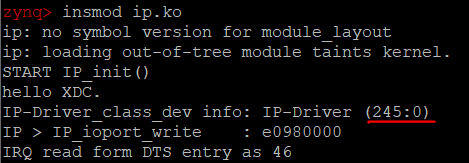 zynq> insmod ip.ko
ip: no symbol version for module_layout
ip: loading out-of-tree module taints kernel.
START IP_init()
hello XDC.
IP-Driver_class_dev info: IP-Driver (245:0)
IP > IP_ioport_write    : e0980000
IRQ read form DTS entry as 46